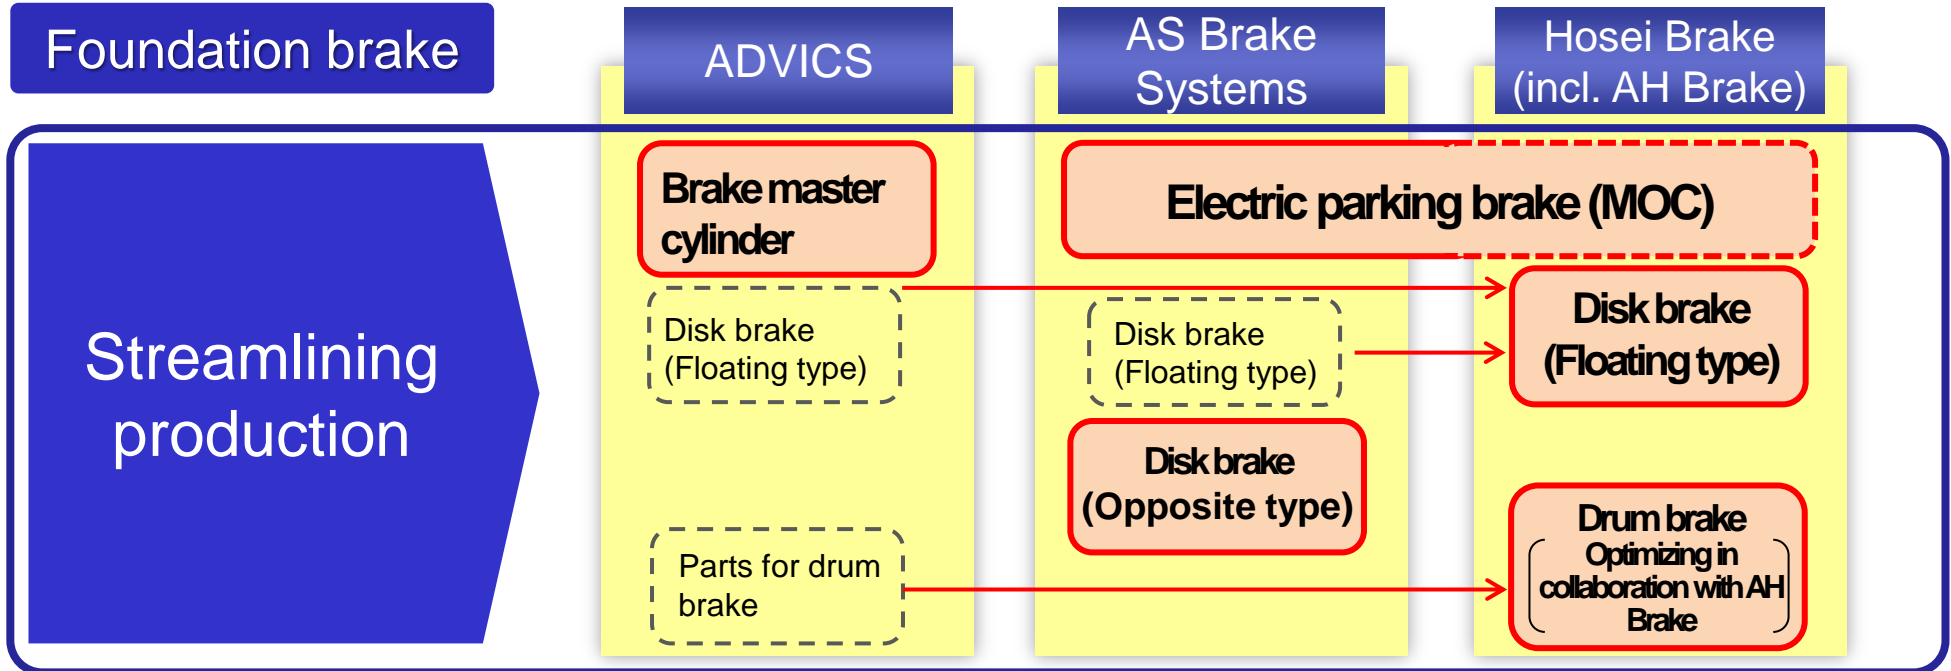 Foundation brake
ADVICS
AS Brake
Systems
Hosei Brake
(incl. AH Brake)
Streamlining
production
Brake master
cylinder
Electric parking brake (MOC)
Disk brake
(Floating type)
Disk brake
(Floating type)
Disk brake
(Floating type)
Disk brake
(Opposite type)
Parts for drum
brake
Drum brake
Optimizing in
collaboration with AH
Brake